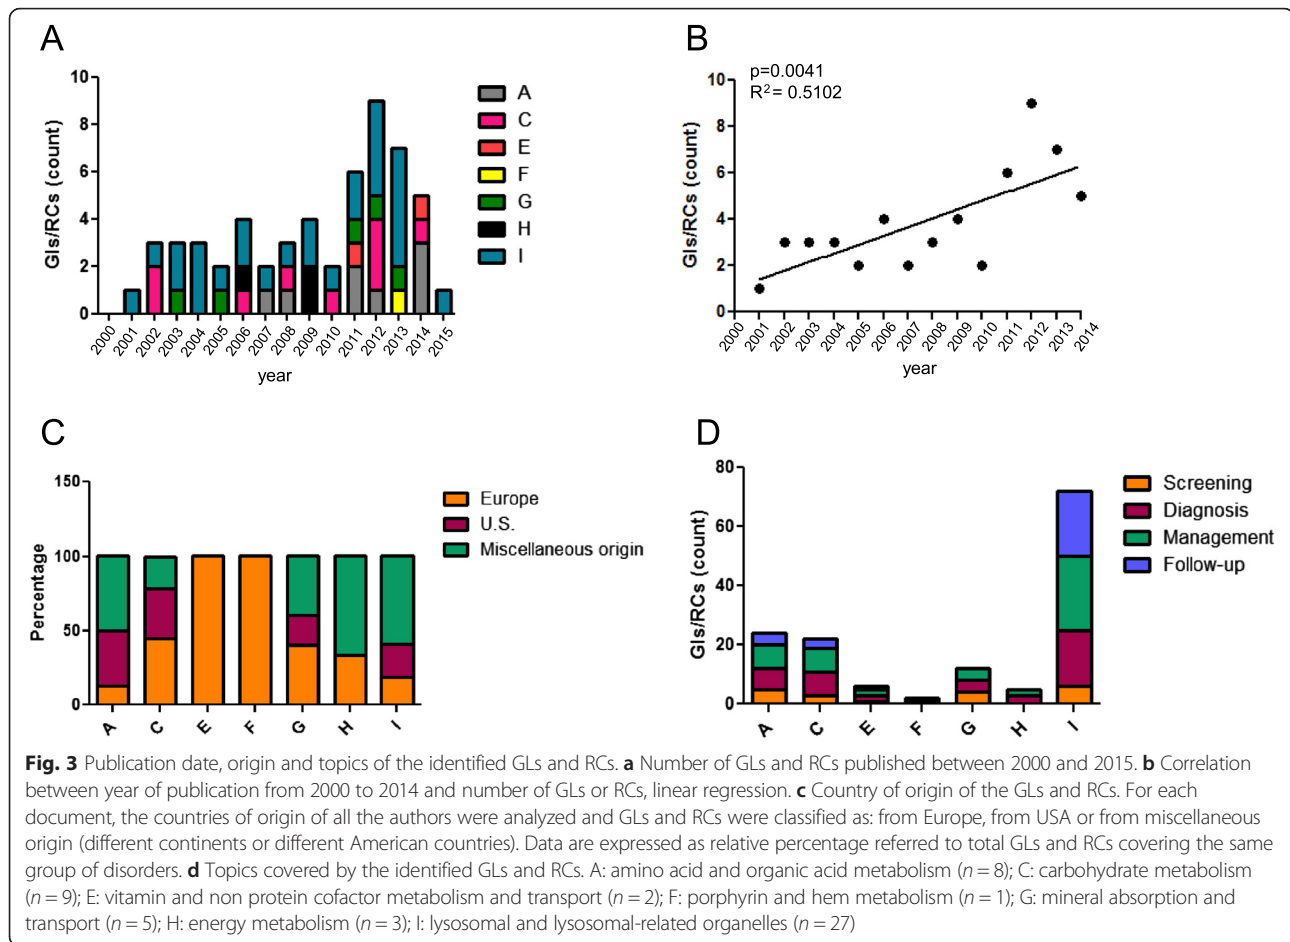 A
10
8
6
4
2
0
GIs/RCs (count)
2000 2001 2002 2003 2004 2005 2006 2007 2008 2009 2010 2011 2012 2013 2014 2015
year
A
C
E
F
G
H
I
B
p=0.0041
R²= 0.5102
10
8
6
4
2
0
GIs/RCs (count)
2000 2001 2002 2003 2004 2005 2006 2007 2008 2009 2010 2011 2012 2013 2014
year
C
150
100
50
0
Percentage
A C E F G H I
Europe
U.S.
Miscellaneous origin
D
80
60
40
20
0
GIs/RCs (count)
A C E F G H I
Screening
Diagnosis
Management
Follow-up
Fig. 3 Publication date, origin and topics of the identified GLs and RCs. a Number of GLs and RCs published between 2000 and 2015. b Correlation
between year of publication from 2000 to 2014 and number of GLs or RCs, linear regression. c Country of origin of the GLs and RCs. For each
document, the countries of origin of all the authors were analyzed and GLs and RCs were classified as: from Europe, from USA or from miscellaneous
origin (different continents or different American countries). Data are expressed as relative percentage referred to total GLs and RCs covering the same
group of disorders. d Topics covered by the identified GLs and RCs. A: amino acid and organic acid metabolism (n = 8); C: carbohydrate metabolism
(n = 9); E: vitamin and non protein cofactor metabolism and transport (n = 2); F: porphyrin and hem metabolism (n = 1); G: mineral absorption and
transport (n = 5); H: energy metabolism (n = 3); I: lysosomal and lysosomal-related organelles (n = 27)